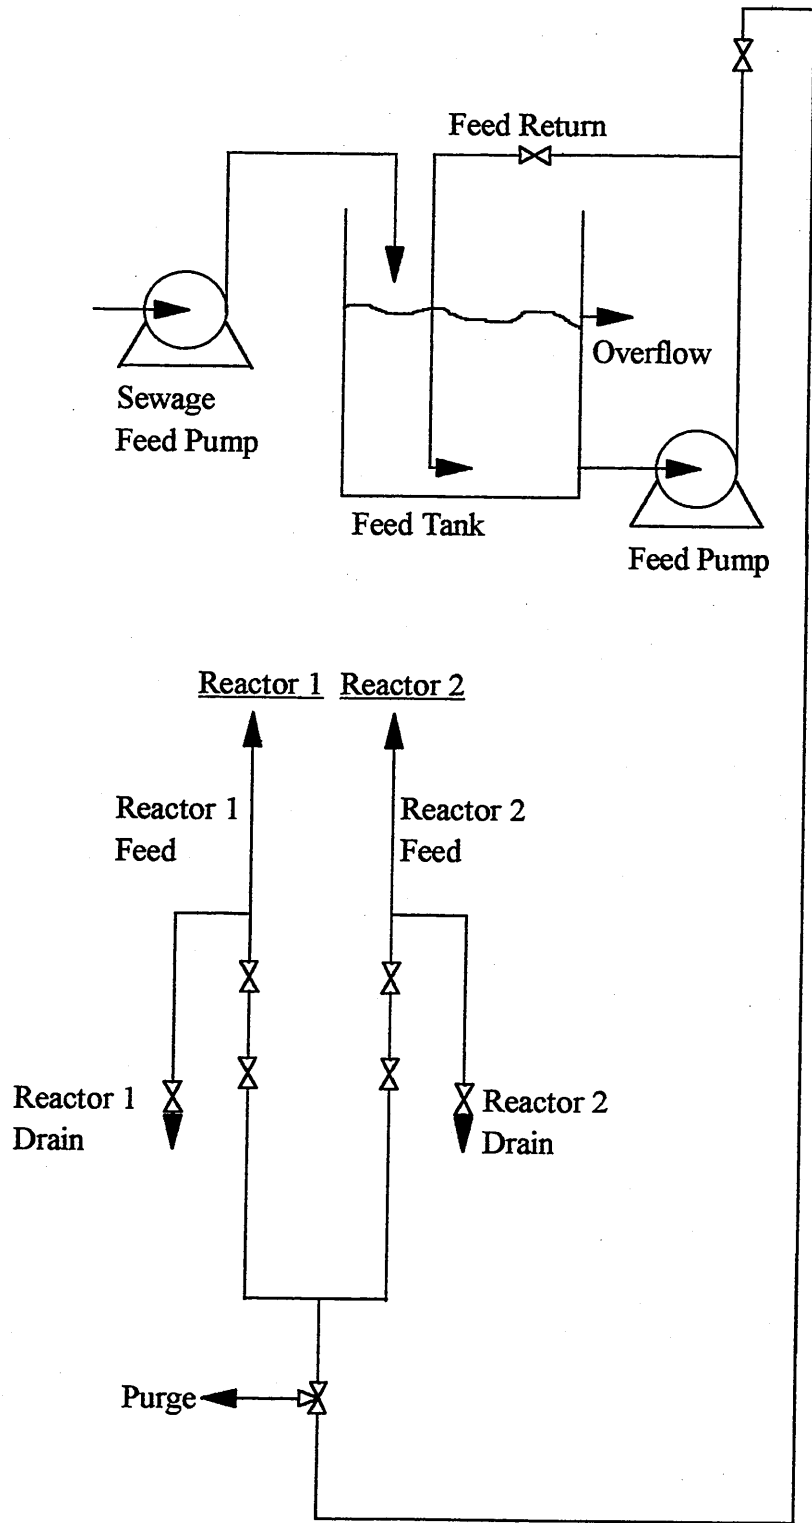 Feed Return
Overflow
Sewage
Feed Pump
Feed Tank
Feed Pump
Reactor 1 Reactor 2
Reactor 1
Feed
Reactor 2
Feed
Reactor 1
Drain
Reactor 2
Drain
Purge